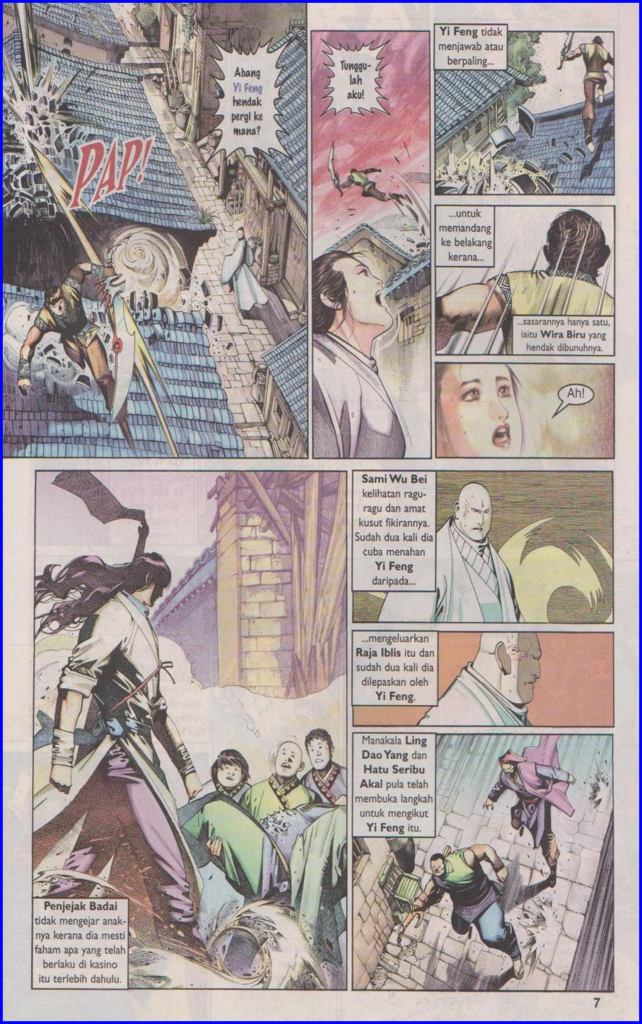 PAP!
Abang
Yi Feng
hendak
pergi ke
mana?
Tunggu-
lah
aku!
Yi Feng tidak
menjawab atau
berpaling...
...untuk
memandang
ke belakang
kerana...
...sasarannya hanya satu,
iaitu Wira Biru yang
hendak dibunuhnya.
Ah!
Penjejak Badai
tidak mengejar anak-
nya kerana dia mesti
faham apa yang telah
berlaku di kasino
itu terlebih dahulu.
Sami Wu Bei
kelihatan ragu-
ragu dan amat
kusut fikirannya.
Sudah dua kali dia
cuba menahan
Yi Feng
daripada...
...mengeluarkan
Raja Iblis itu dan
sudah dua kali dia
dilepaskan oleh
Yi Feng.
Manakala Ling
Dao Yang dan
Hatu Seribu
Akal pula telah
membuka langkah
untuk mengikut
Yi Feng itu.
7